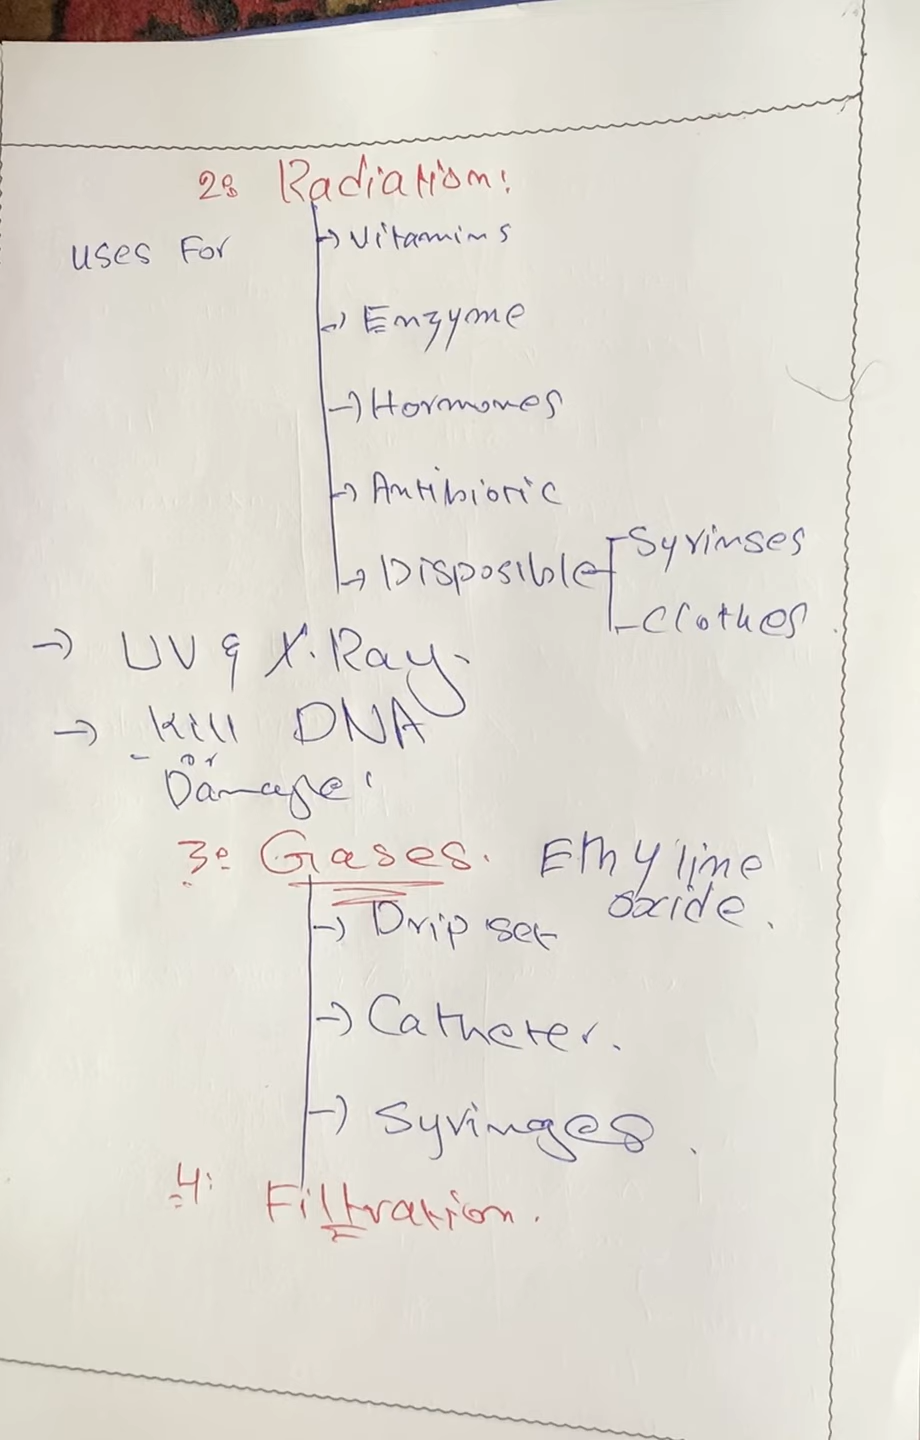 2: Radiation:
uses For
→ Vitamins
→ Enzyme
→ Hormones
→ Antibiotic
→ Disposible
Syrinses
Clothes.
→ UV & X.Ray.
→ Kill DNA
or
Damage:
3: Gases. Ethyline
oxide.
→ Drip set
→ Catheter.
→ Syringes.
4: Filtration.